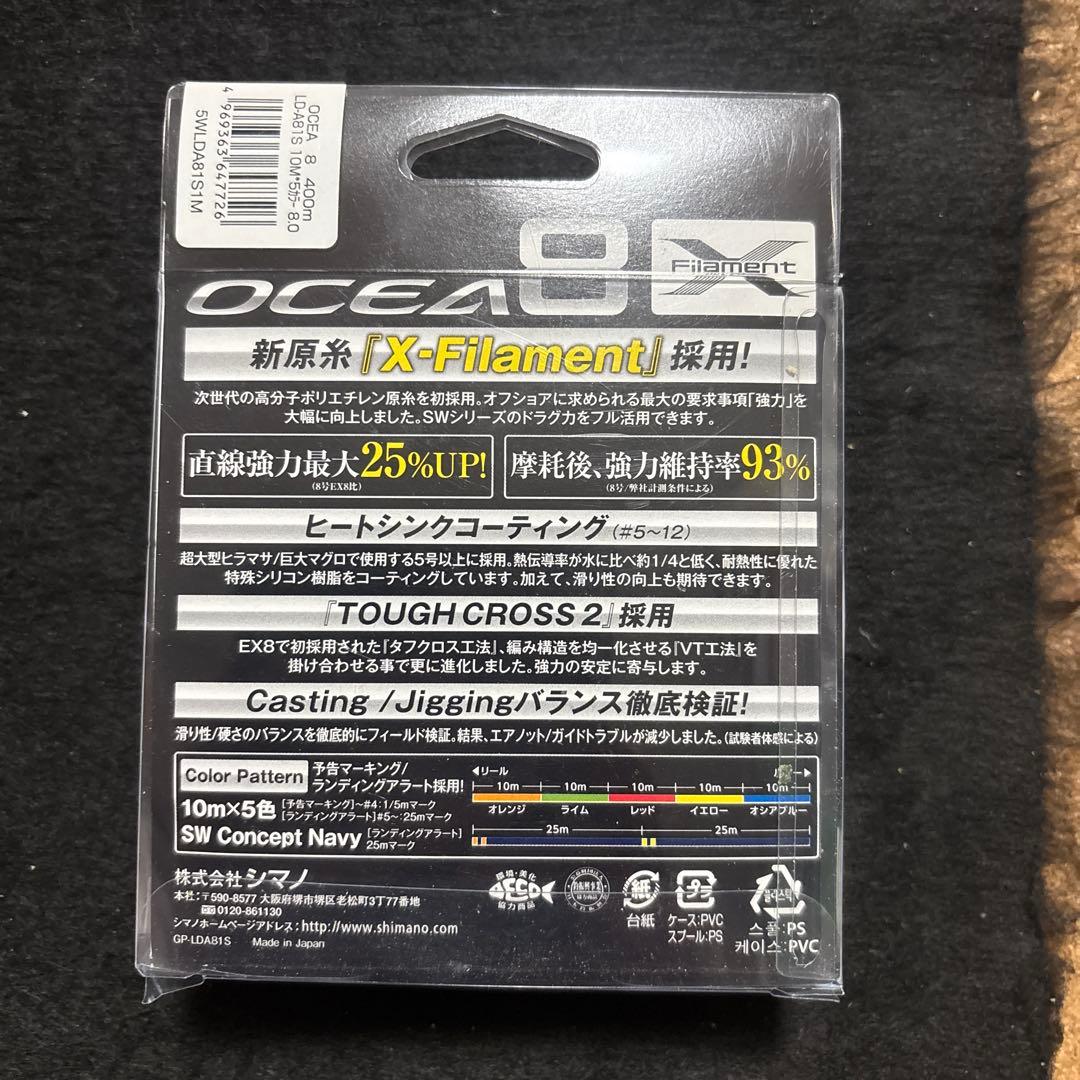 OCEA 8 400m
LD-A81S 10M*5カラー 8.0
4 969363 647726
5WLDA81S1M
OCEA 8
X Filament
新原糸『X-Filament』採用!
次世代の高分子ポリエチレン原糸を初採用。オフショアに求められる最大の要求事項「強力」を
大幅に向上しました。SWシリーズのドラグ力をフル活用できます。
直線強力最大25%UP!
(8号EX8比)
摩耗後、強力維持率93%
(8号/弊社計測条件による)
ヒートシンクコーティング(#5~12)
超大型ヒラマサ/巨大マグロで使用する5号以上に採用。熱伝導率が水に比べ約1/4と低く、耐熱性に優れた
特殊シリコン樹脂をコーティングしています。加えて、滑り性の向上も期待できます。
『TOUGH CROSS 2』採用
EX8で初採用された『タフクロス工法』、編み構造を均一化させる『VT工法』を
掛け合わせる事で更に進化しました。強力の安定に寄与します。
Casting /Jiggingバランス徹底検証!
滑り性/硬さのバランスを徹底的にフィールド検証。結果、エアノット/ガイドトラブルが減少しました。(試験者体感による)
Color Pattern
予告マーキング/
ランディングアラート採用!
10m×5色
[予告マーキング]~#4:1/5mマーク
[ランディングアラート]#5~:25mマーク
SW Concept Navy
[ランディングアラート]
25mマーク
◀リール
10m 10m 10m 10m 10m
オレンジ ライム レッド イエロー オシアブルー
25m 25m
株式会社シマノ
本社:〒590-8577 大阪府堺市堺区老松町3丁77番地
0120-861130
シマノホームページアドレス:http://www.shimano.com
GP-LDA81S Made in Japan
環境・美化
ECO
協力商品
紙
台紙
プラ
ケース:PVC
スプール:PS
플라스틱
스풀:PS
케이스:PVC